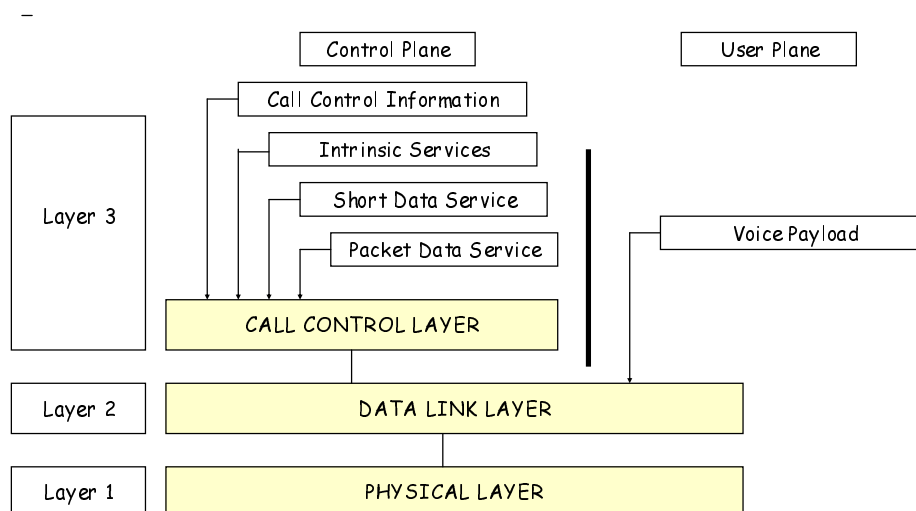 Control Plane
User Plane
Call Control Information
Intrinsic Services
Layer 3
Short Data Service
Voice Payload
Packet Data Service
CALL CONTROL LAYER
Layer 2
DATA LINK LAYER
Layer 1
PHYSICAL LAYER